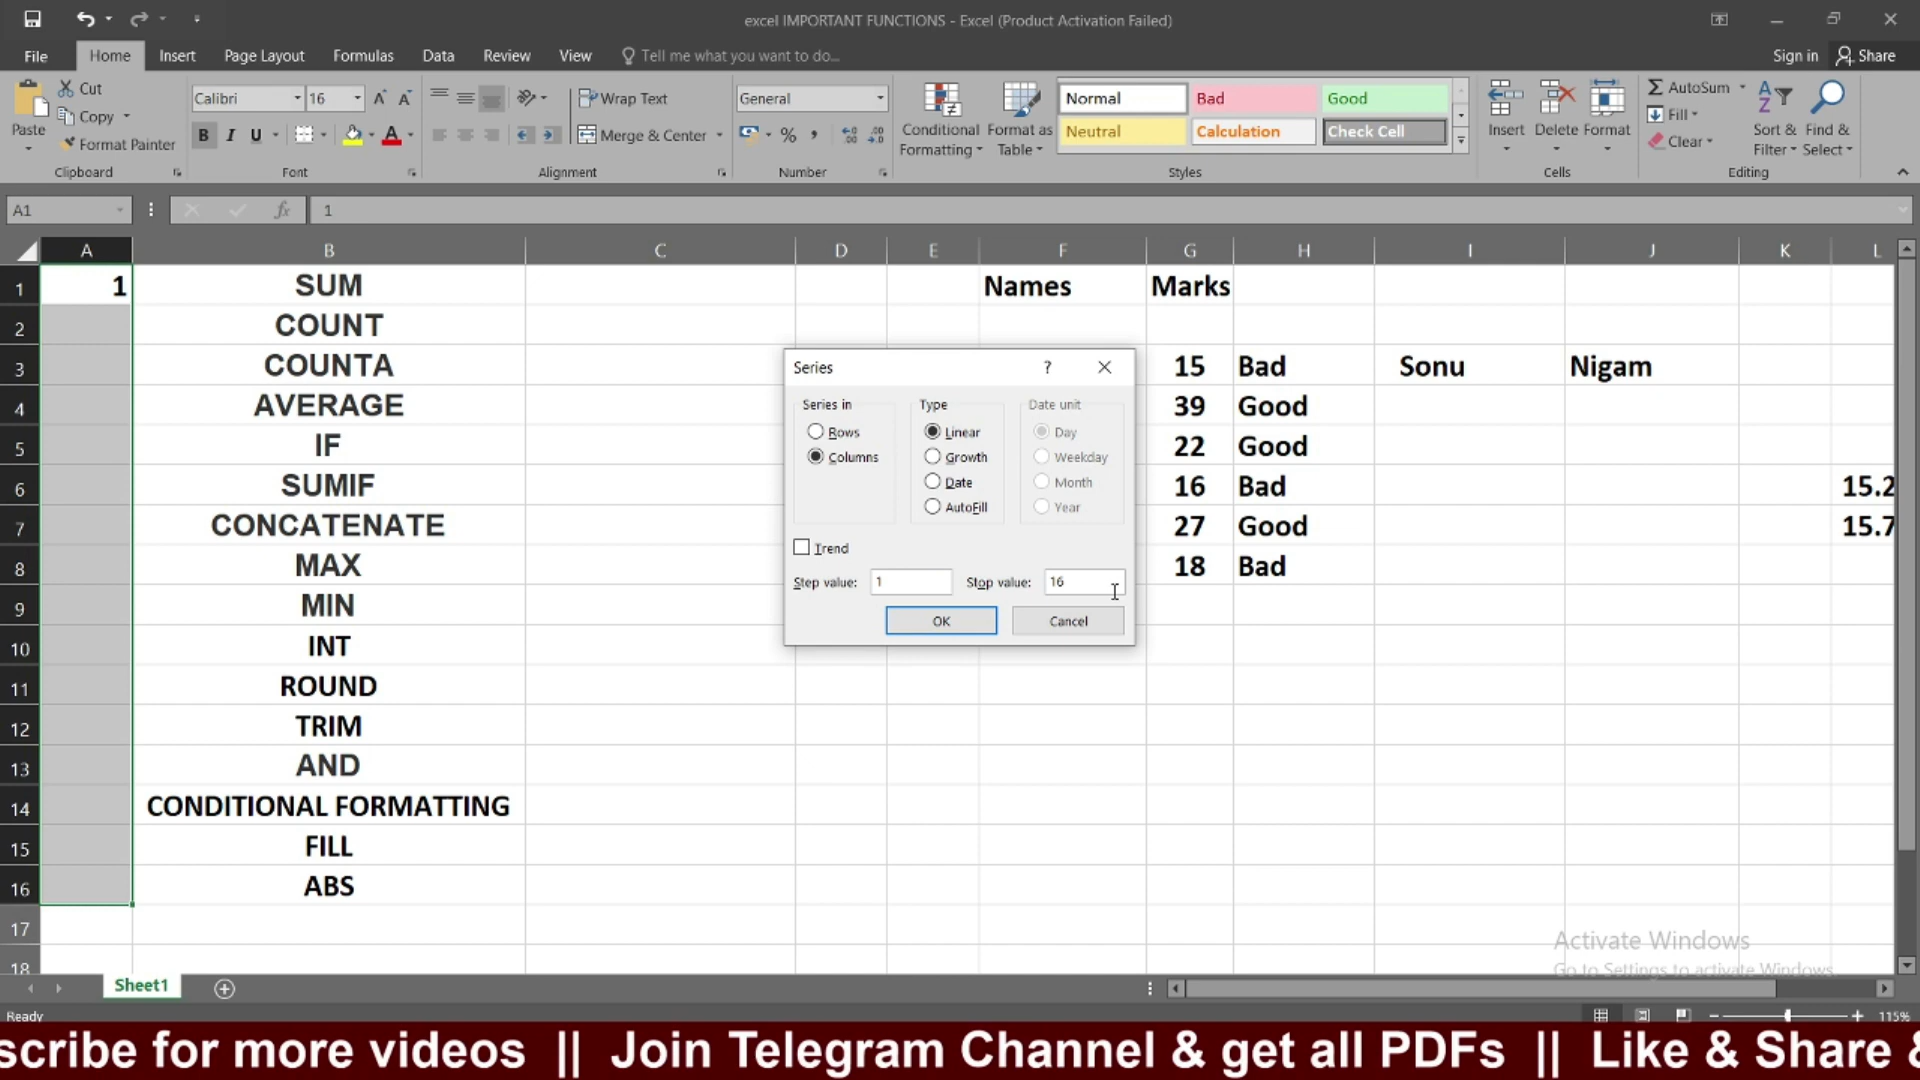 excel IMPORTANT FUNCTIONS - Excel (Product Activation Failed)
File Home Insert Page Layout Formulas Data Review View Tell me what you want to do... Sign in Share
Paste Cut Copy Format Painter Clipboard
Calibri 16 B I U A Font
Wrap Text Merge & Center Alignment
General % Number
Conditional Formatting Format as Table Normal Bad Good Neutral Calculation Check Cell Styles
Insert Delete Format Cells
AutoSum Fill Clear Sort & Filter Find & Select Editing
A1 fx 1
A B C D E F G H I J K L
1 1 SUM Names Marks
2 COUNT
3 COUNTA 15 Bad Sonu Nigam
4 AVERAGE 39 Good
5 IF 22 Good
6 SUMIF 16 Bad 15.2
7 CONCATENATE 27 Good 15.7
8 MAX 18 Bad
9 MIN
10 INT
11 ROUND
12 TRIM
13 AND
14 CONDITIONAL FORMATTING
15 FILL
16 ABS
17
18
Series ?
Series in Type Date unit
Rows Linear Day
Columns Growth Weekday
Date Month
AutoFill Year
Trend
Step value: 1 Stop value: 16
OK Cancel
Activate Windows
Go to Settings to activate Windows.
Sheet1
Ready 115%
scribe for more videos || Join Telegram Channel & get all PDFs || Like & Share &